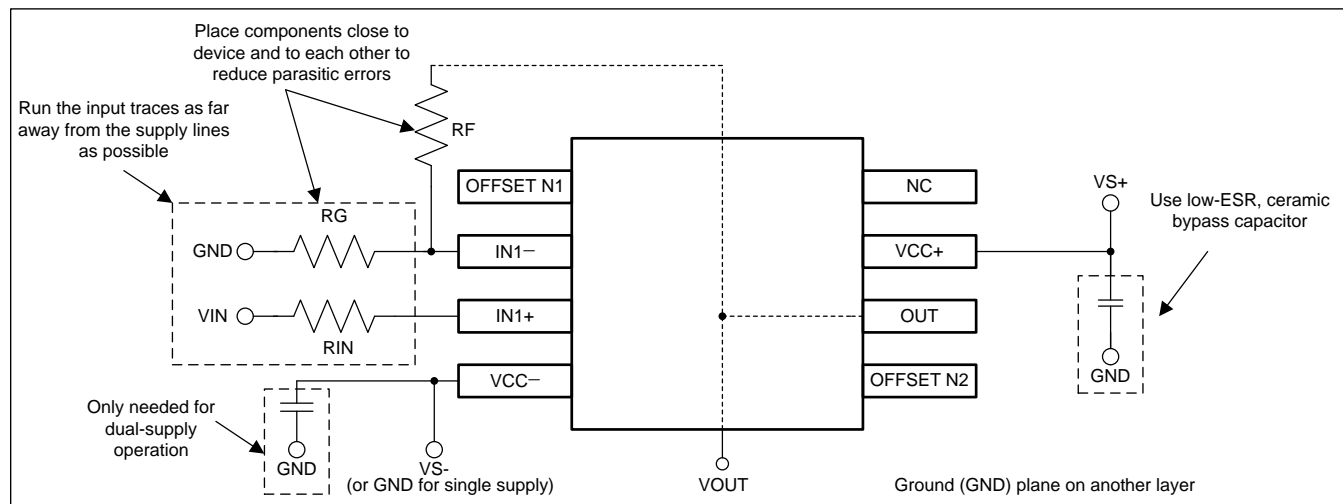 Place components close to
device and to each other to
reduce parasitic errors
Run the input traces as far
away from the supply lines
as possible
RF
OFFSET N1
NC
VS+
Use low-ESR, ceramic
bypass capacitor
RG
GND
IN1−
VCC+
VIN
IN1+
OUT
RIN
VCC−
OFFSET N2
GND
Only needed for
dual-supply
operation
GND
VS-
(or GND for single supply)
VOUT
Ground (GND) plane on another layer